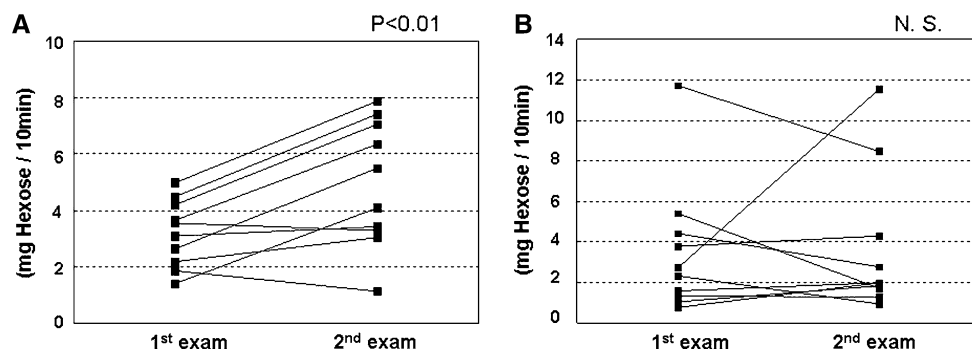 A
P<0.01
(mg Hexose / 10min)
10
8
6
4
2
0
1st exam
2nd exam
B
N. S.
(mg Hexose / 10min)
14
12
10
8
6
4
2
0
1st exam
2nd exam